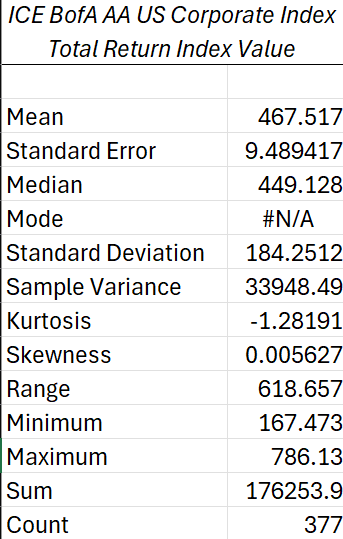 ICE BofA AA US Corporate Index
Total Return Index Value
Mean 467.517
Standard Error 9.489417
Median 449.128
Mode #N/A
Standard Deviation 184.2512
Sample Variance 33948.49
Kurtosis -1.28191
Skewness 0.005627
Range 618.657
Minimum 167.473
Maximum 786.13
Sum 176253.9
Count 377